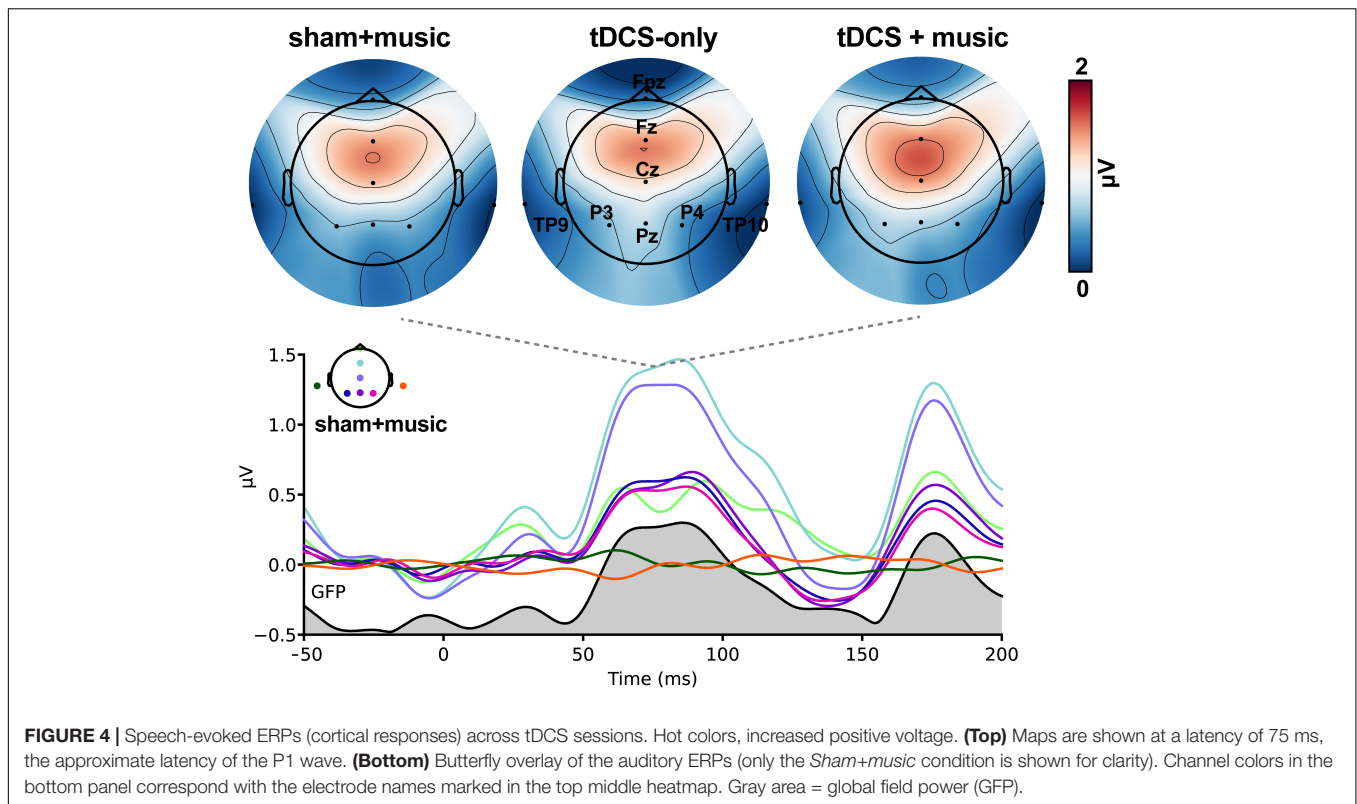 sham+music tDCS-only tDCS + music
2
Fpz
Fz
Cz
µV
P3 P4
TP9 Pz TP10
0
1.5
sham+music
1.0
µV
0.5
0.0
GFP
−0.5
−50 0 50 100 150 200
Time (ms)
FIGURE 4 | Speech-evoked ERPs (cortical responses) across tDCS sessions. Hot colors, increased positive voltage. (Top) Maps are shown at a latency of 75 ms,
the approximate latency of the P1 wave. (Bottom) Butterfly overlay of the auditory ERPs (only the Sham+music condition is shown for clarity). Channel colors in the
bottom panel correspond with the electrode names marked in the top middle heatmap. Gray area = global field power (GFP).